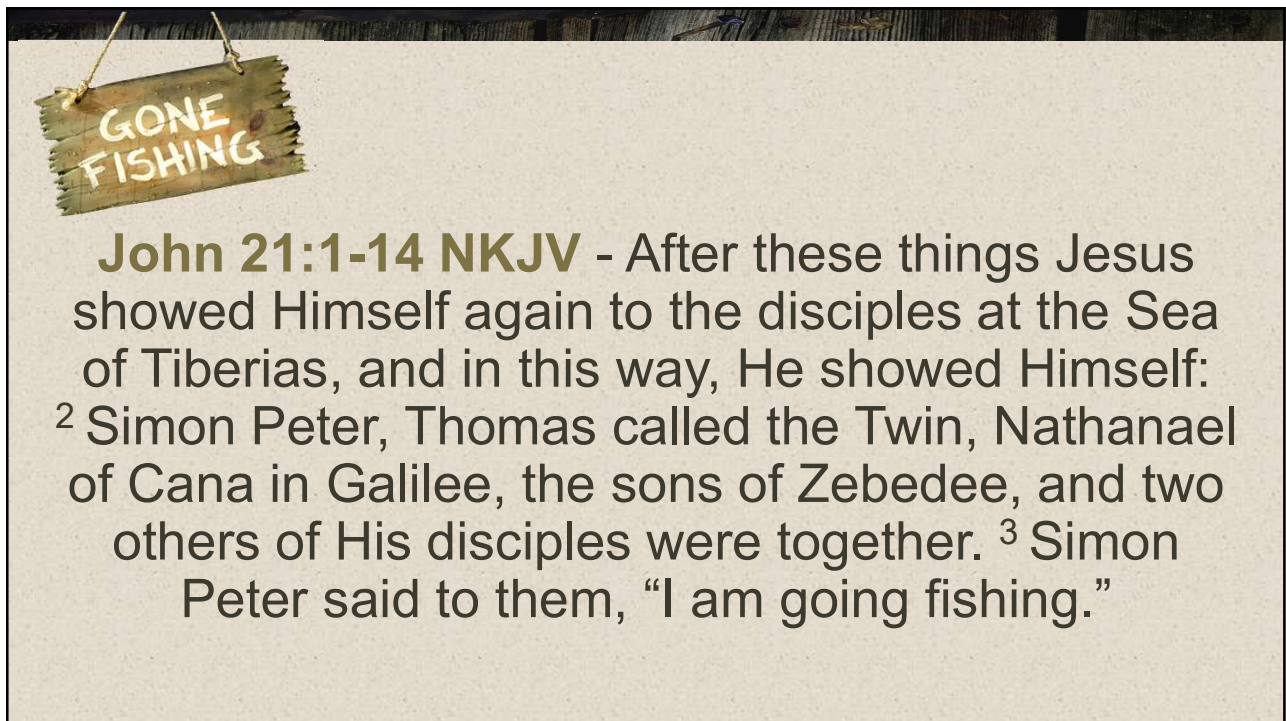 GONE
FISHING
John 21:1-14 NKJV - After these things Jesus
showed Himself again to the disciples at the Sea
of Tiberias, and in this way, He showed Himself:
2 Simon Peter, Thomas called the Twin, Nathanael
of Cana in Galilee, the sons of Zebedee, and two
others of His disciples were together. 3 Simon
Peter said to them, “I am going fishing.”